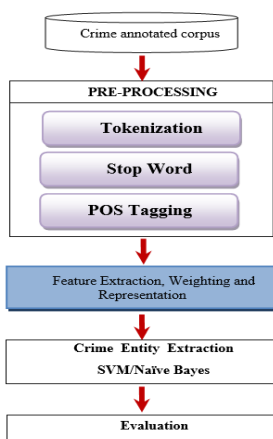 Crime annotated corpus
PRE-PROCESSING
Tokenization
Stop Word
POS Tagging
Feature Extraction, Weighting and
Representation
Crime Entity Extraction
SVM/Naïve Bayes
Evaluation